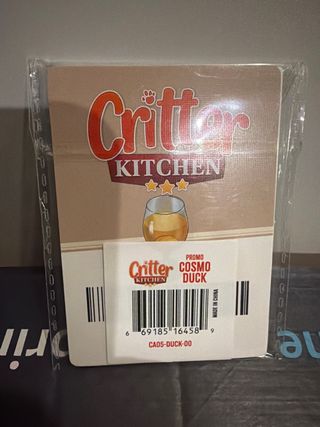 Critter
KITCHEN
Critter
KITCHEN
PROMO
COSMO
DUCK
MADE IN CHINA
6 69185 16458 9
CA05-DUCK-00